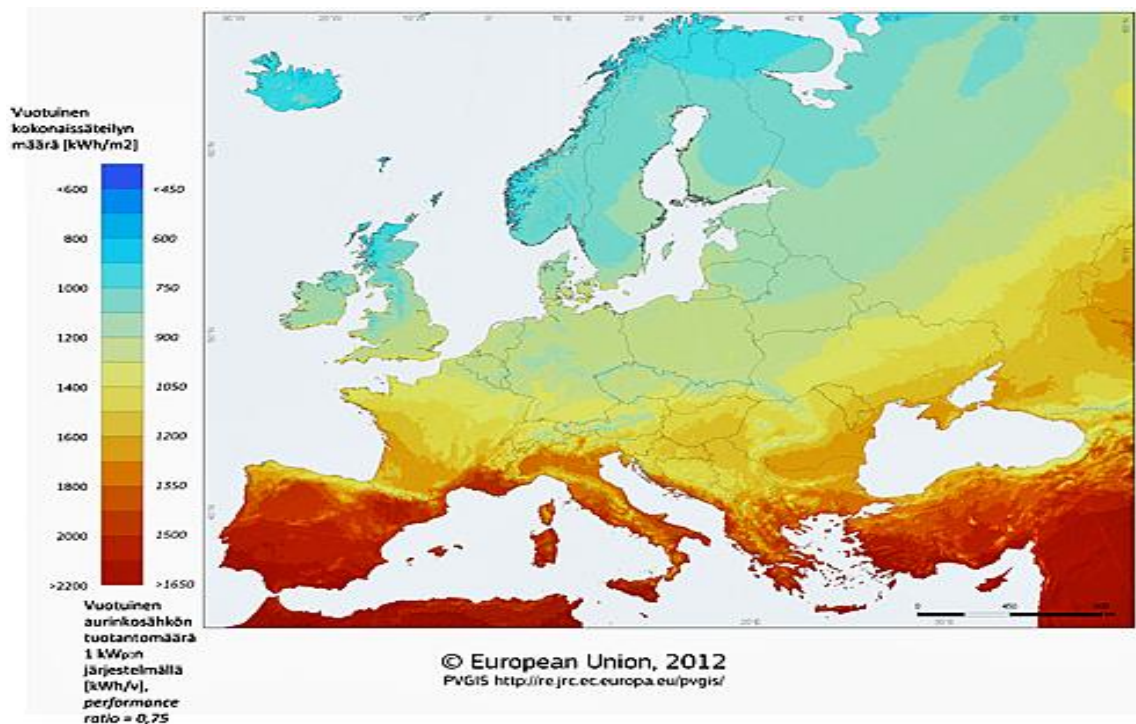 Vuotuinen
kokonaissäteilyn
määrä [kWh/m2]
<600 <450
800 600
1000 750
1200 900
1400 1050
1600 1200
1800 1350
2000 1500
>2200 >1650
Vuotuinen
aurinkosähkön
tuotantomäärä
1 kWp:n
järjestelmällä
[kWh/v],
performance
ratio = 0,75
© European Union, 2012
PVGIS http://re.jrc.ec.europa.eu/pvgis/